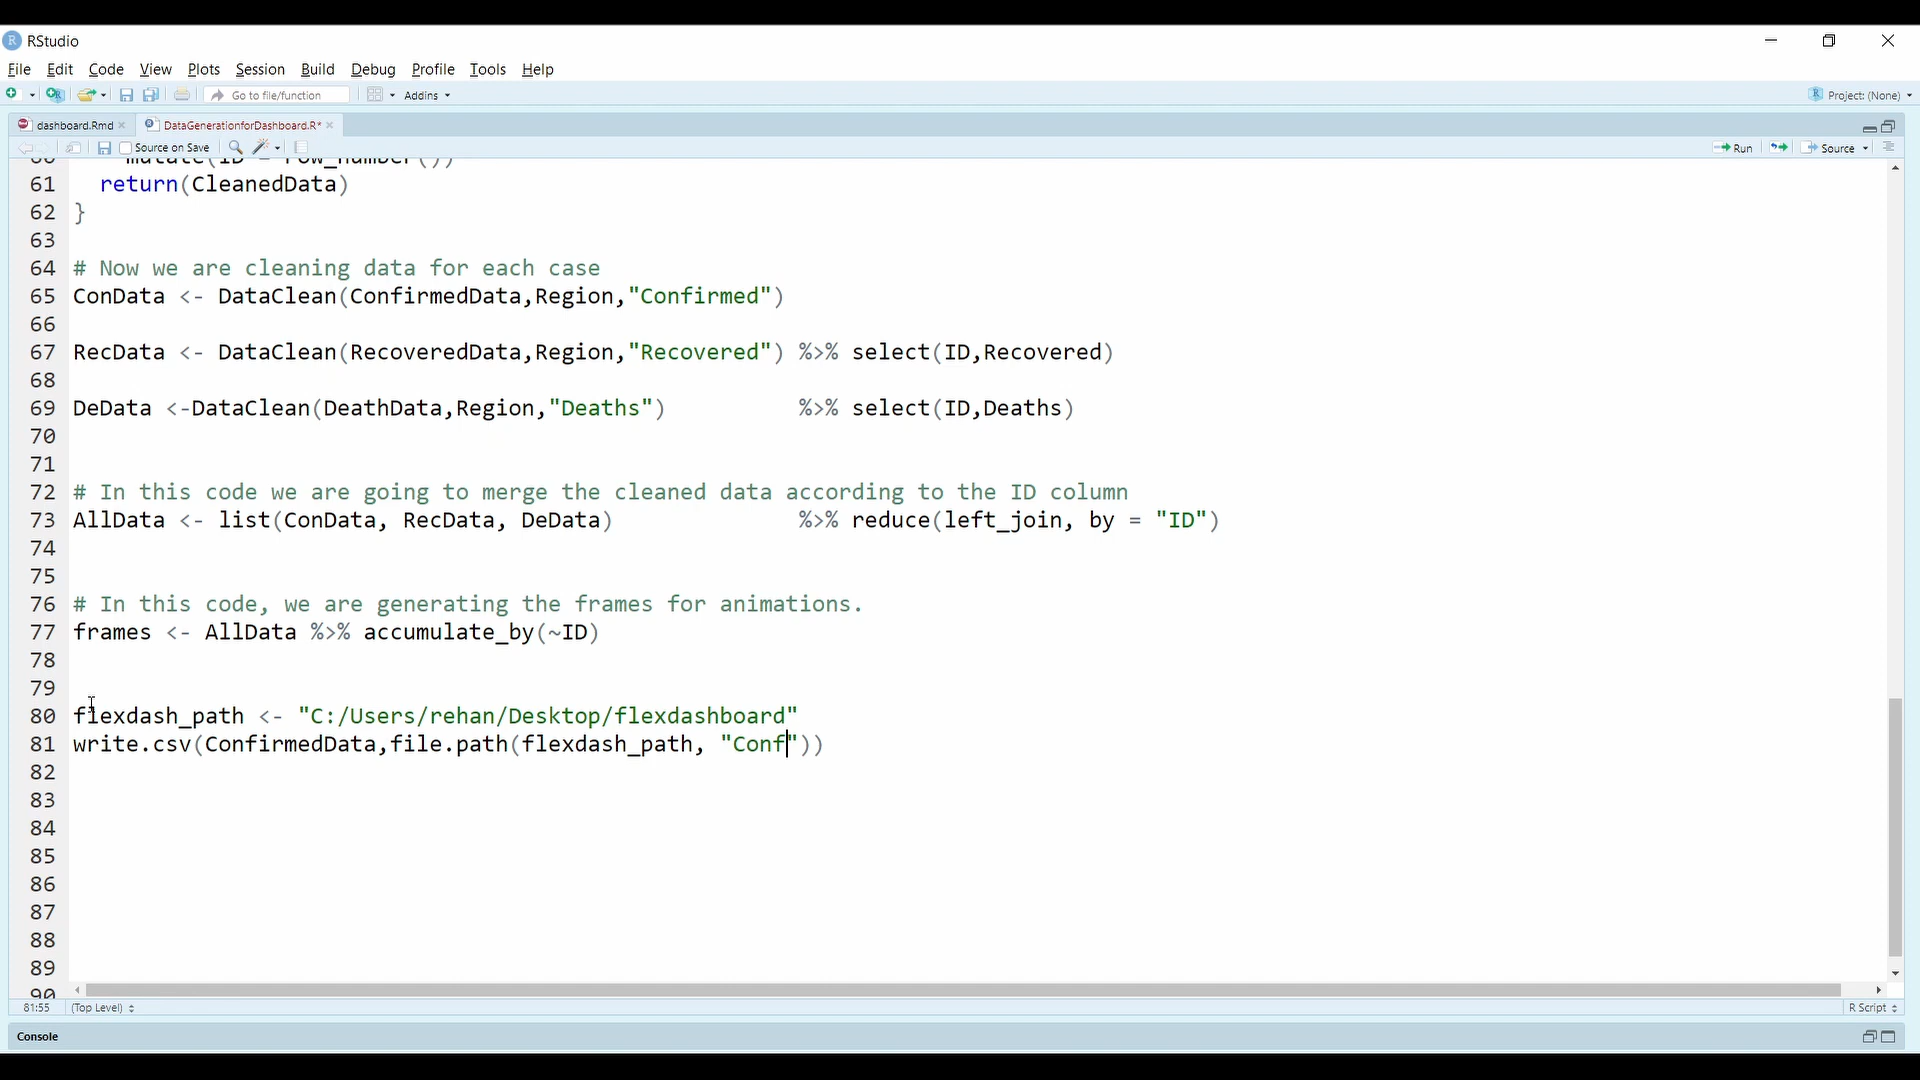 RStudio
File Edit Code View Plots Session Build Debug Profile Tools Help
Go to file/function Addins Project: (None)
dashboard.Rmd DataGenerationforDashboard.R*
Source on Save Run Source
60 mutate(ID = row_number())
61 return(CleanedData)
62 }
63
64 # Now we are cleaning data for each case
65 ConData <- DataClean(ConfirmedData,Region,"Confirmed")
66
67 RecData <- DataClean(RecoveredData,Region,"Recovered") %>% select(ID,Recovered)
68
69 DeData <-DataClean(DeathData,Region,"Deaths") %>% select(ID,Deaths)
70
71
72 # In this code we are going to merge the cleaned data according to the ID column
73 AllData <- list(ConData, RecData, DeData) %>% reduce(left_join, by = "ID")
74
75
76 # In this code, we are generating the frames for animations.
77 frames <- AllData %>% accumulate_by(~ID)
78
79
80 flexdash_path <- "C:/Users/rehan/Desktop/flexdashboard"
81 write.csv(ConfirmedData,file.path(flexdash_path, "Conf"))
82
83
84
85
86
87
88
89
90
81:55 (Top Level) R Script
Console